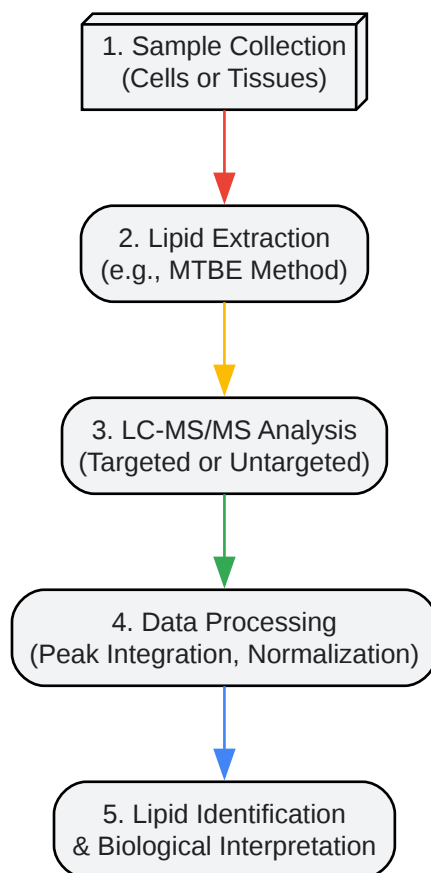 1. Sample Collection
(Cells or Tissues)
2. Lipid Extraction
(e.g., MTBE Method)
3. LC-MS/MS Analysis
(Targeted or Untargeted)
4. Data Processing
(Peak Integration, Normalization)
5. Lipid Identification
& Biological Interpretation